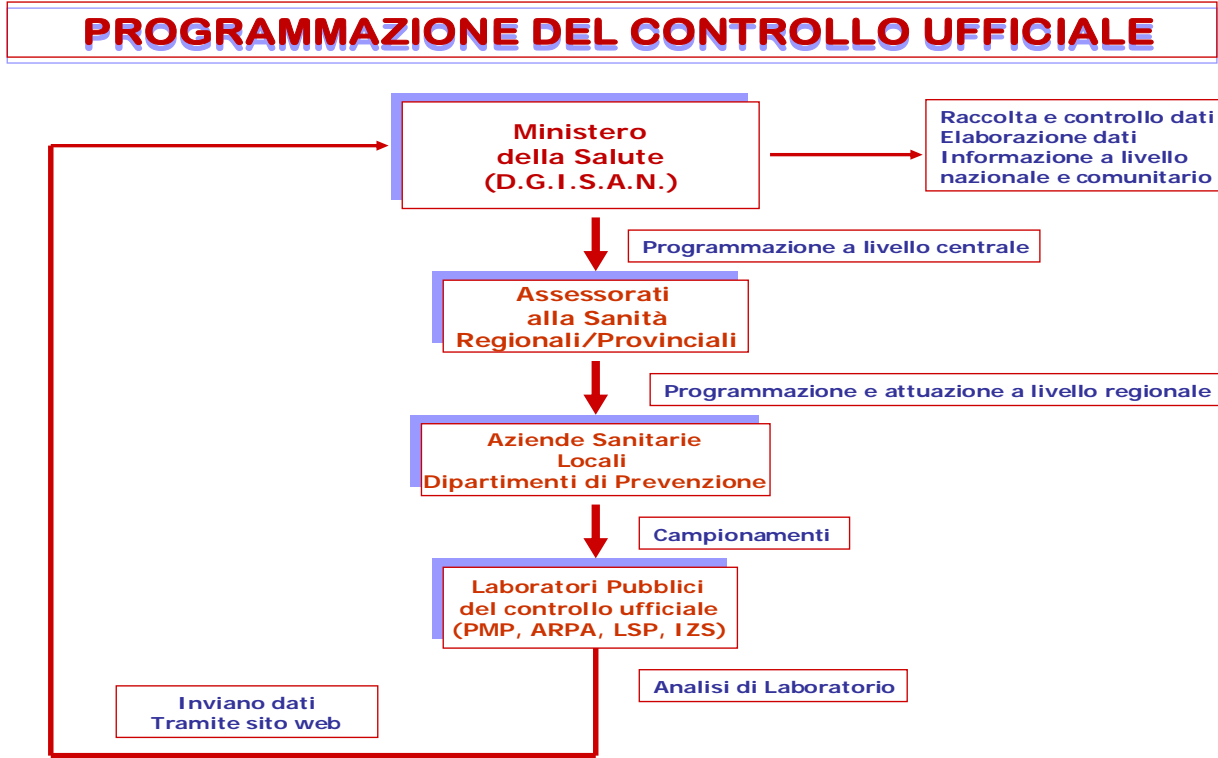 PROGRAMMAZIONE DEL CONTROLLO UFFICIALE
Ministero
della Salute
(D.G.I.S.A.N.)
Raccolta e controllo dati
Elaborazione dati
Informazione a livello
nazionale e comunitario
Programmazione a livello centrale
Assessorati
alla Sanità
Regionali/Provinciali
Programmazione e attuazione a livello regionale
Aziende Sanitarie
Locali
Dipartimenti di Prevenzione
Campionamenti
Laboratori Pubblici
del controllo ufficiale
(PMP, ARPA, LSP, IZS)
Analisi di Laboratorio
Inviano dati
Tramite sito web